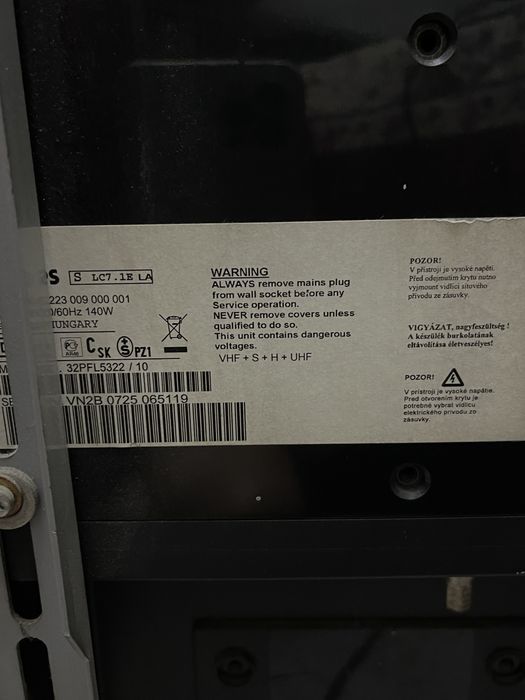 PS S LC7.1E LA
223 009 000 001
0/60Hz 140W
HUNGARY
C SK S PZ1
. 32PFL5322 / 10
VN2B 0725 065119
WARNING
ALWAYS remove mains plug
from wall socket before any
Service operation.
NEVER remove covers unless
qualified to do so.
This unit contains dangerous
voltages.
VHF + S + H + UHF
POZOR!
V přístroji je vysoké napětí.
Před odejmutím krytu nutno
vyjmout vidlici síťového
přívodu ze zásuvky.
VIGYÁZAT, nagyfeszültség !
A készülék burkolatának
eltávolítása életveszélyes!
POZOR!
V prístroji je vysoké napätie.
Pred otvorením krytu je
potrebné vybrať vidlicu
elektrického prívodu zo
zásuvky.